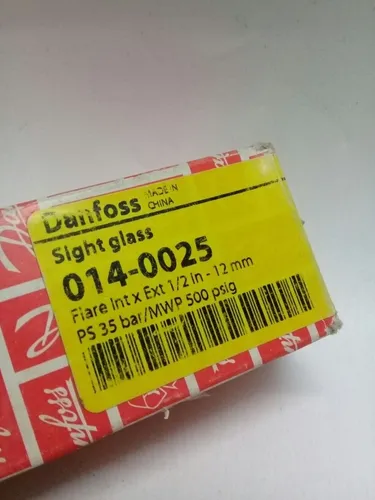 Danfoss MADE IN
CHINA
Sight glass
014-0025
Flare Int x Ext 1/2 in - 12 mm
PS 35 bar/MWP 500 psig